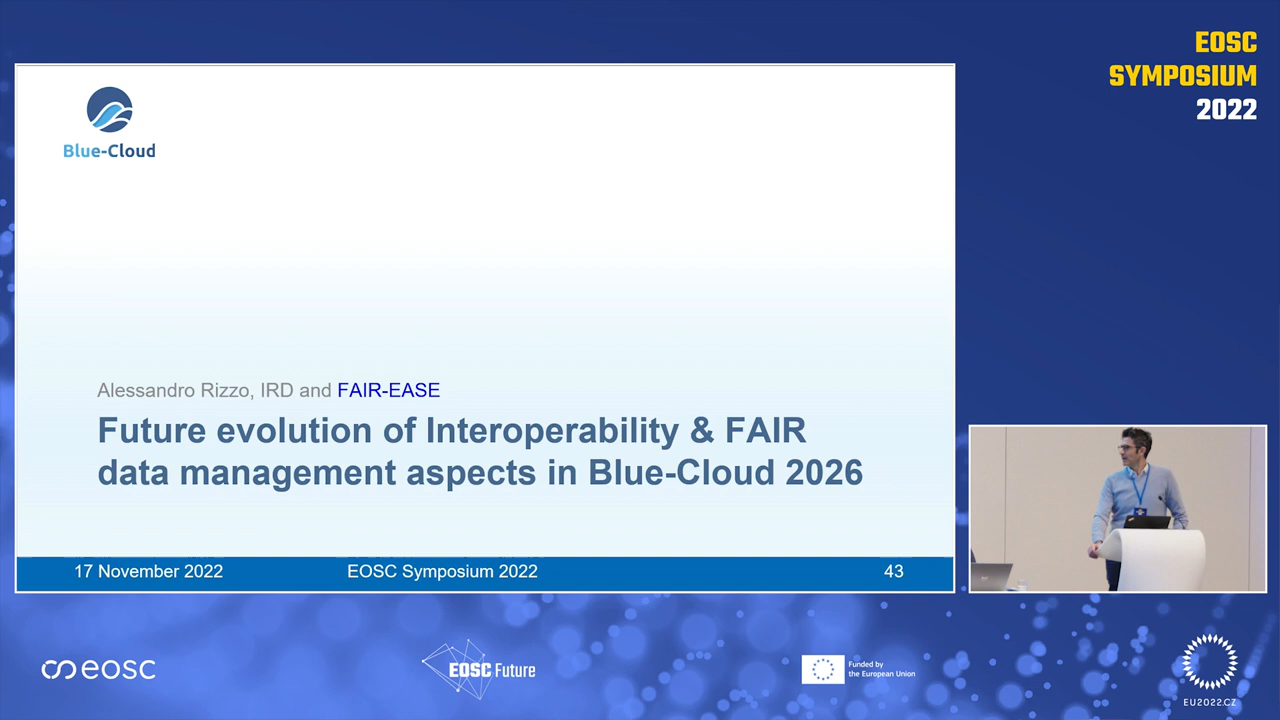 EOSC
SYMPOSIUM
2022
Blue-Cloud
Alessandro Rizzo, IRD and FAIR-EASE
Future evolution of Interoperability & FAIR
data management aspects in Blue-Cloud 2026
17 November 2022 EOSC Symposium 2022 43
eosc
EOSC Future
Funded by
the European Union
EU2022.CZ